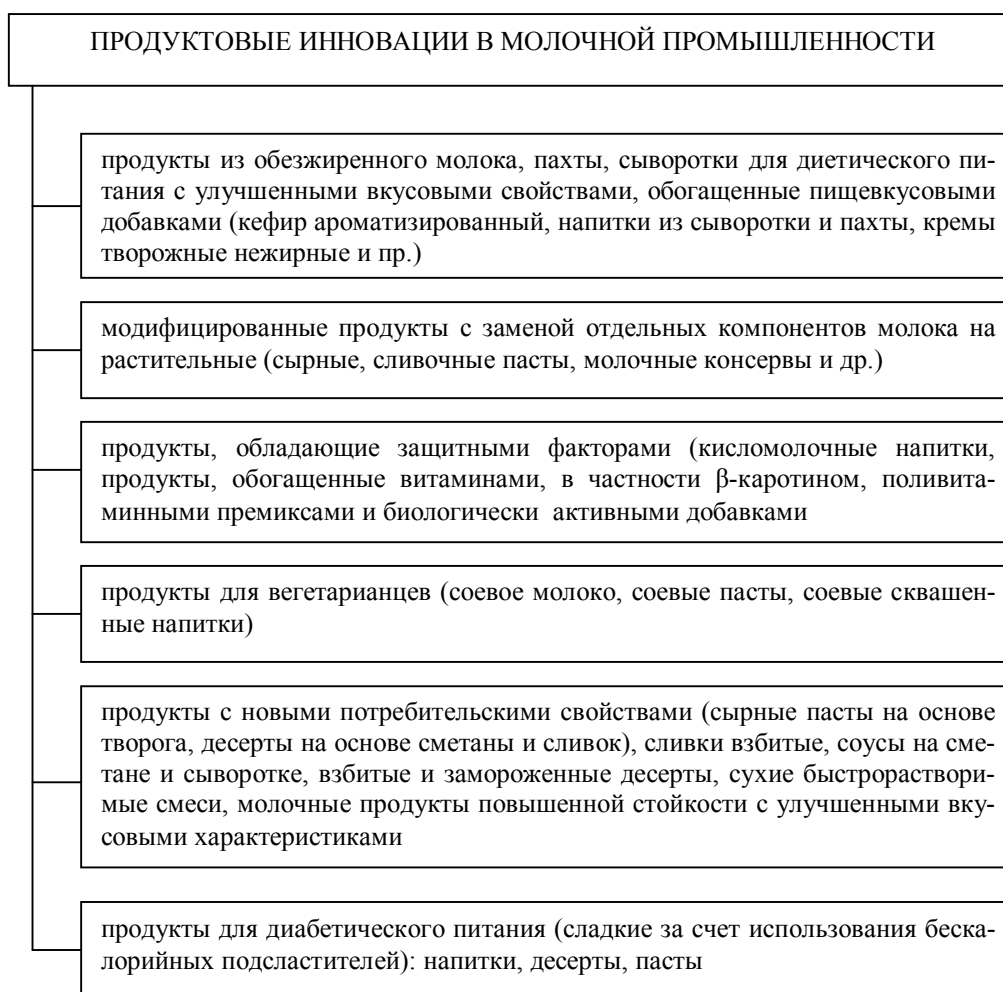 ПРОДУКТОВЫЕ ИННОВАЦИИ В МОЛОЧНОЙ ПРОМЫШЛЕННОСТИ
продукты из обезжиренного молока, пахты, сыворотки для диетического пи-
тания с улучшенными вкусовыми свойствами, обогащенные пищевкусовыми
добавками (кефир ароматизированный, напитки из сыворотки и пахты, кремы
творожные нежирные и пр.)
модифицированные продукты с заменой отдельных компонентов молока на
растительные (сырные, сливочные пасты, молочные консервы и др.)
продукты, обладающие защитными факторами (кисломолочные напитки,
продукты, обогащенные витаминами, в частности β-каротином, поливита-
минными премиксами и биологически активными добавками
продукты для вегетарианцев (соевое молоко, соевые пасты, соевые сквашен-
ные напитки)
продукты с новыми потребительскими свойствами (сырные пасты на основе
творога, десерты на основе сметаны и сливок), сливки взбитые, соусы на сме-
тане и сыворотке, взбитые и замороженные десерты, сухие быстрораствори-
мые смеси, молочные продукты повышенной стойкости с улучшенными вку-
совыми характеристиками
продукты для диабетического питания (сладкие за счет использования беска-
лорийных подсластителей): напитки, десерты, пасты